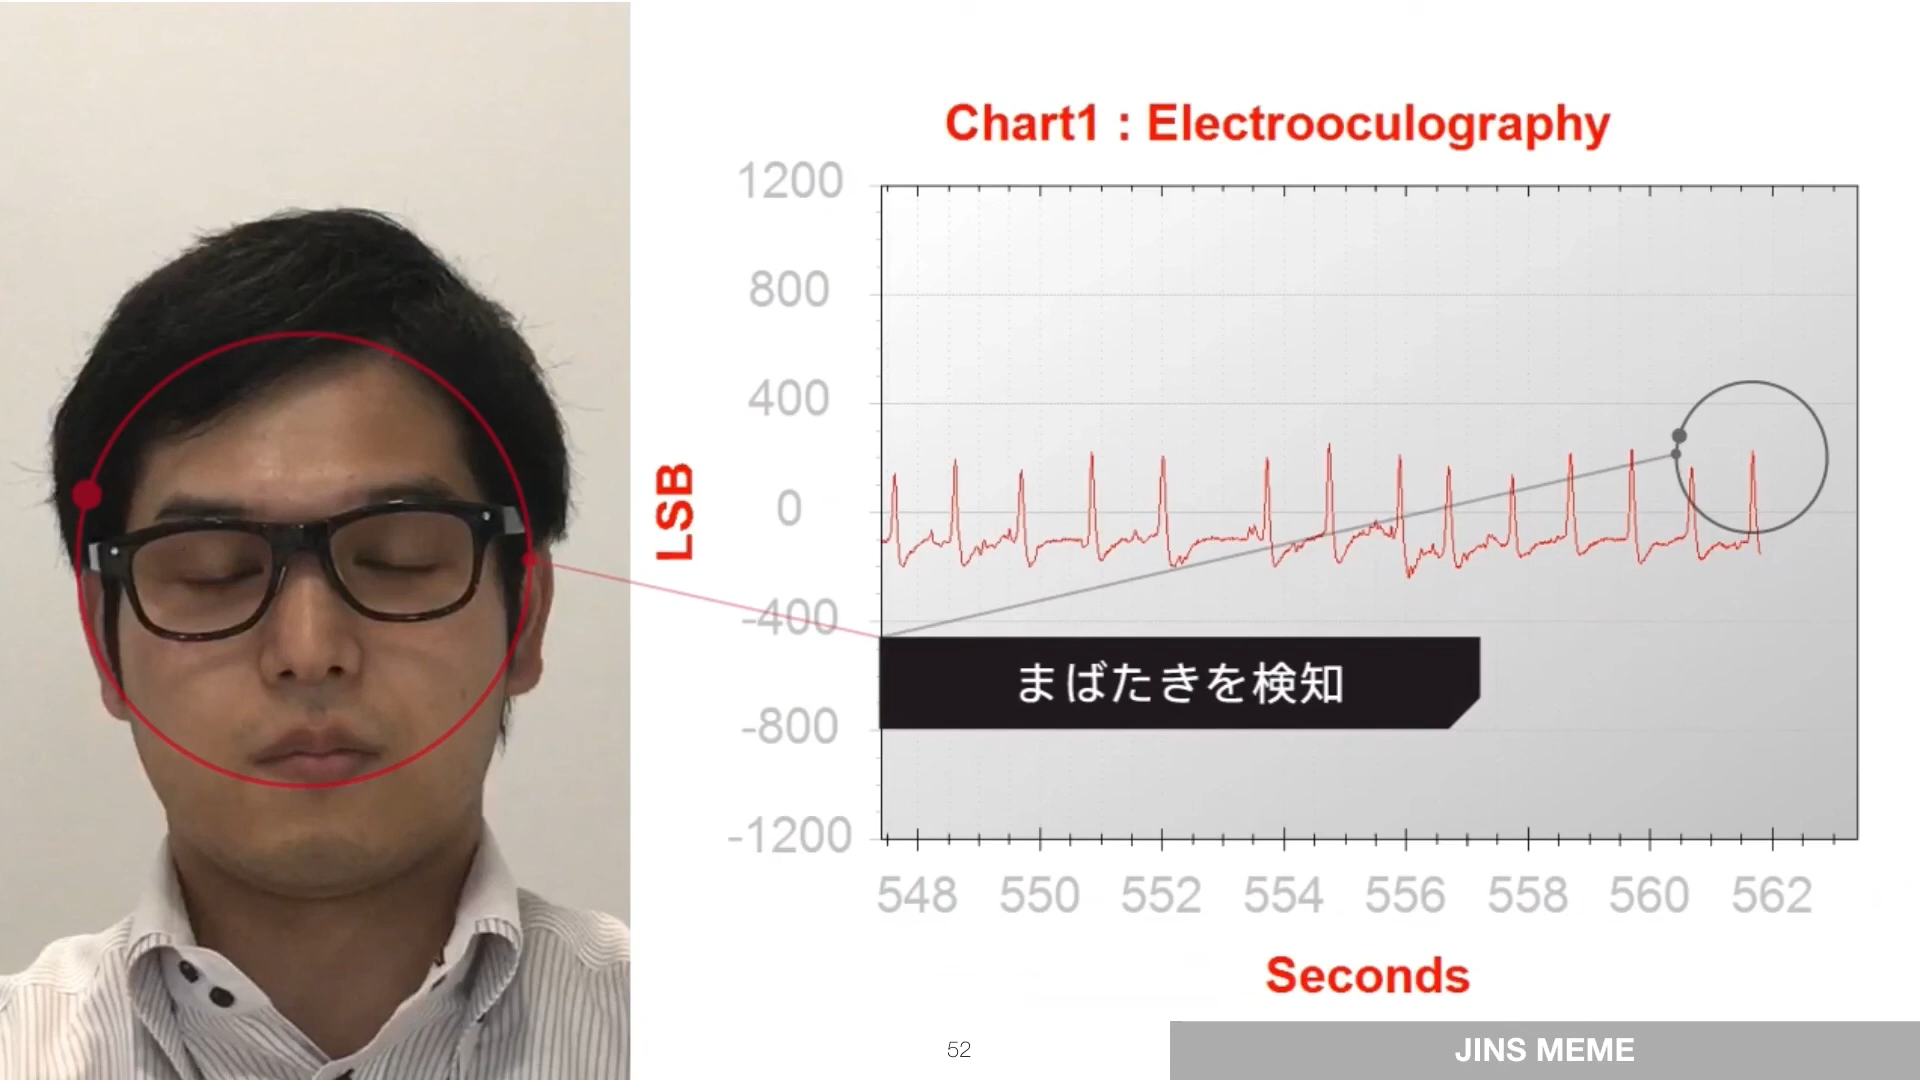 Chart1 : Electrooculography
1200
800
400
0
-400
-800
-1200
LSB
まばたきを検知
548 550 552 554 556 558 560 562
Seconds
52
JINS MEME